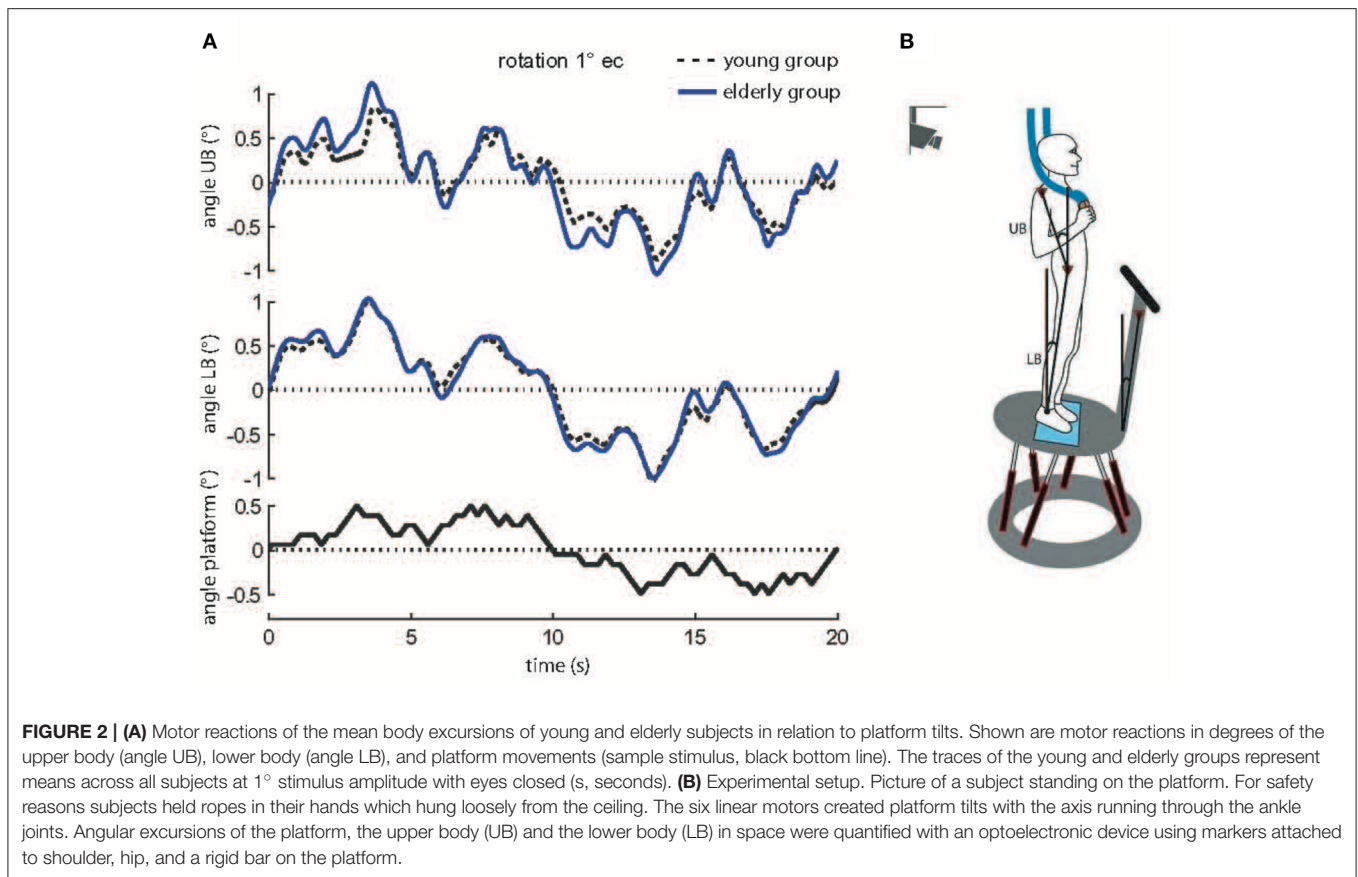 A
B
rotation 1° ec
young group
elderly group
1
0.5
0
-0.5
-1
angle UB (°)
1
0.5
0
-0.5
-1
angle LB (°)
0.5
0
-0.5
angle platform (°)
0 5 10 15 20
time (s)
UB
LB
FIGURE 2 | (A) Motor reactions of the mean body excursions of young and elderly subjects in relation to platform tilts. Shown are motor reactions in degrees of the
upper body (angle UB), lower body (angle LB), and platform movements (sample stimulus, black bottom line). The traces of the young and elderly groups represent
means across all subjects at 1° stimulus amplitude with eyes closed (s, seconds). (B) Experimental setup. Picture of a subject standing on the platform. For safety
reasons subjects held ropes in their hands which hung loosely from the ceiling. The six linear motors created platform tilts with the axis running through the ankle
joints. Angular excursions of the platform, the upper body (UB) and the lower body (LB) in space were quantified with an optoelectronic device using markers attached
to shoulder, hip, and a rigid bar on the platform.